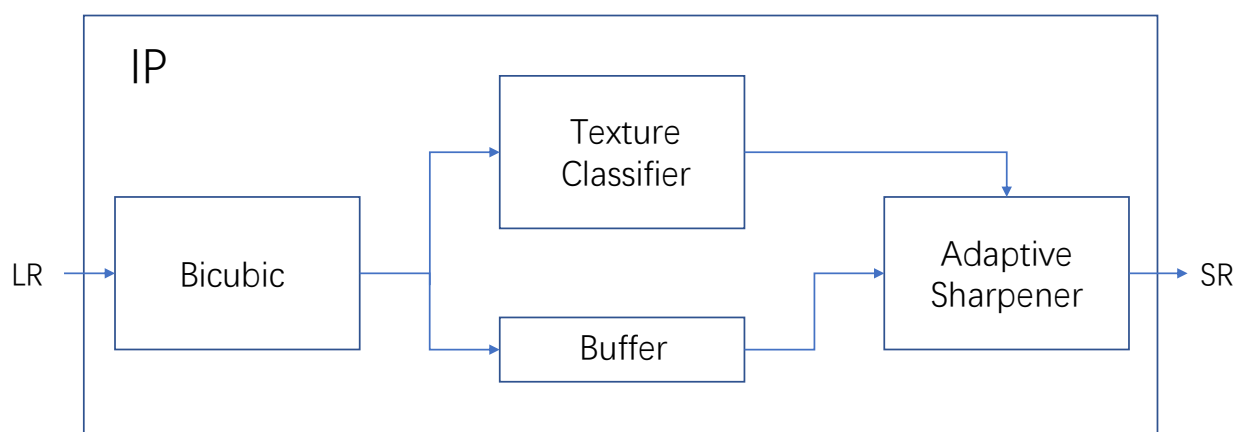 IP
Texture
Classifier
LR
Bicubic
Adaptive
Sharpener
SR
Buffer